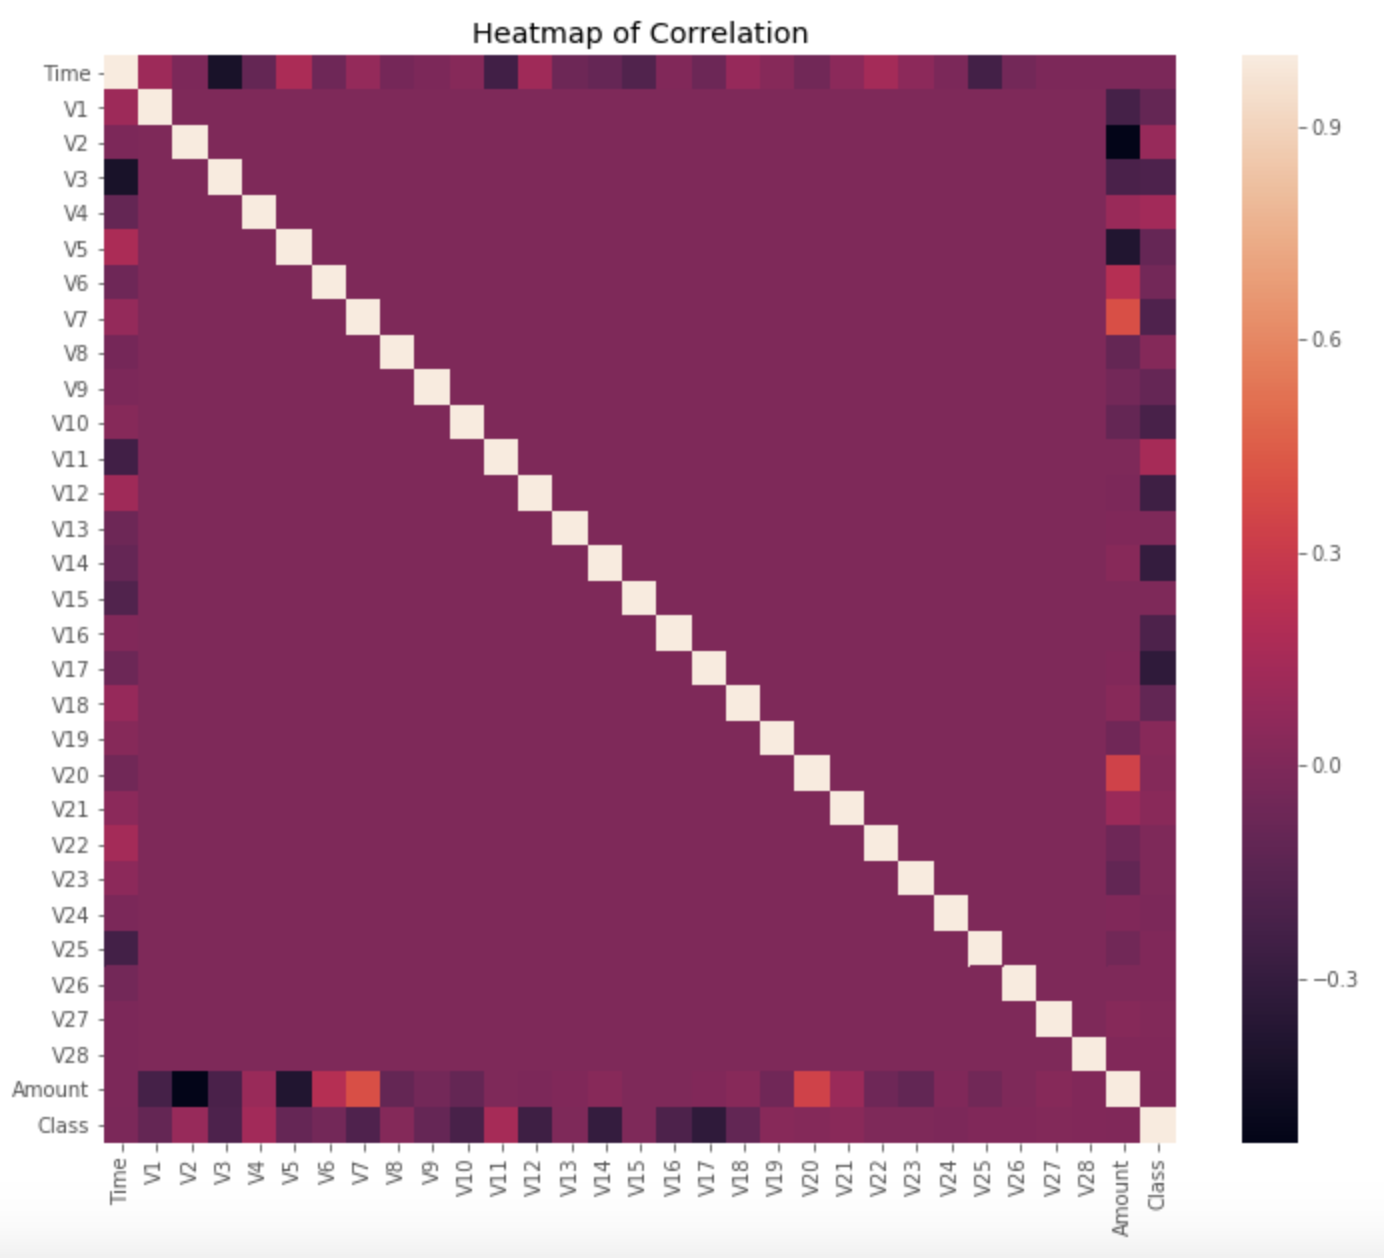 Heatmap of Correlation
Time
V1
V2
V3
V4
V5
V6
V7
V8
V9
V10
V11
V12
V13
V14
V15
V16
V17
V18
V19
V20
V21
V22
V23
V24
V25
V26
V27
V28
Amount
Class
Time V1 V2 V3 V4 V5 V6 V7 V8 V9 V10 V11 V12 V13 V14 V15 V16 V17 V18 V19 V20 V21 V22 V23 V24 V25 V26 V27 V28 Amount Class
0.9
0.6
0.3
0.0
−0.3